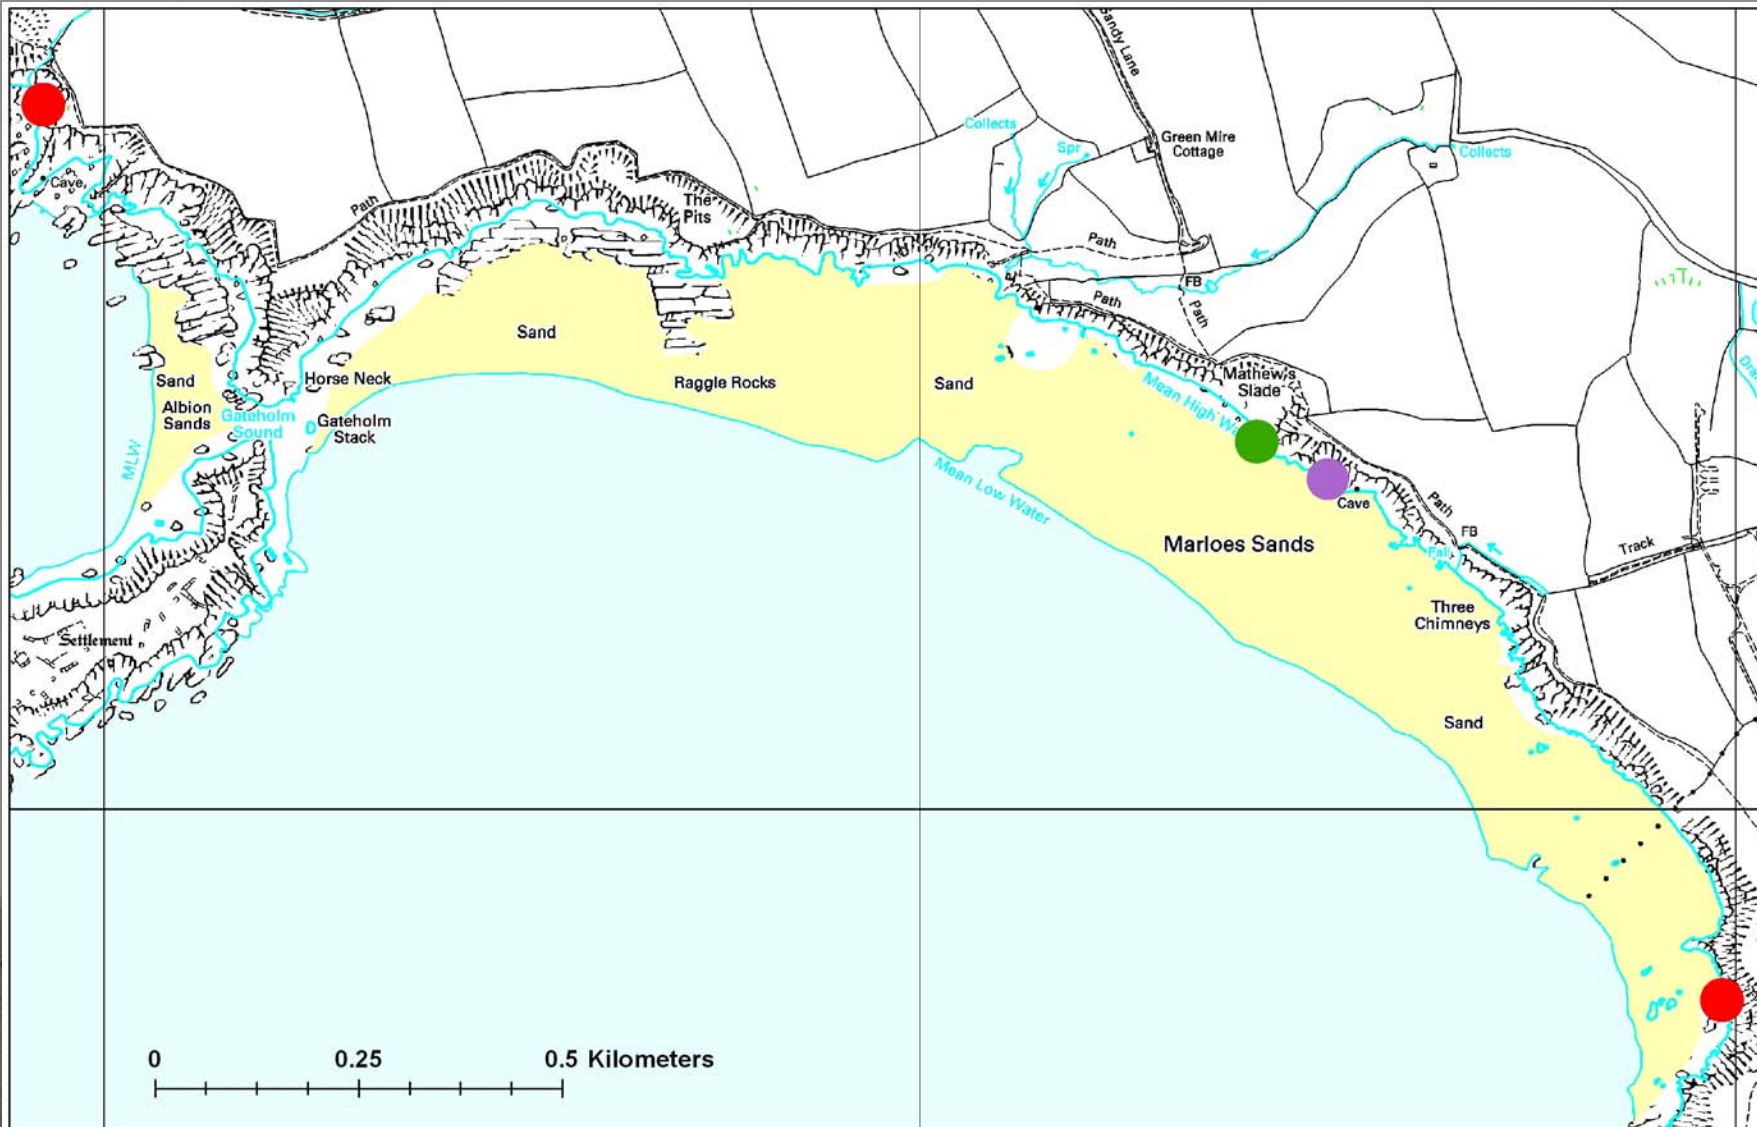 Sandy Lane
Collects
Spr
Green Mire
Cottage
Collects
Cave
Path
The
Pits
Path
FB
Path
Path
Sand
Horse Neck
Raggle Rocks
Sand
Mathew's
Slade
Sand
Albion
Sands
Gateholm
Sound
Gateholm
Stack
MLW
Mean High Wa
Mean Low Water
Cave
Path
FB
Fall
Track
Marloes Sands
Three
Chimneys
Settlement
Sand
0 0.25 0.5 Kilometers